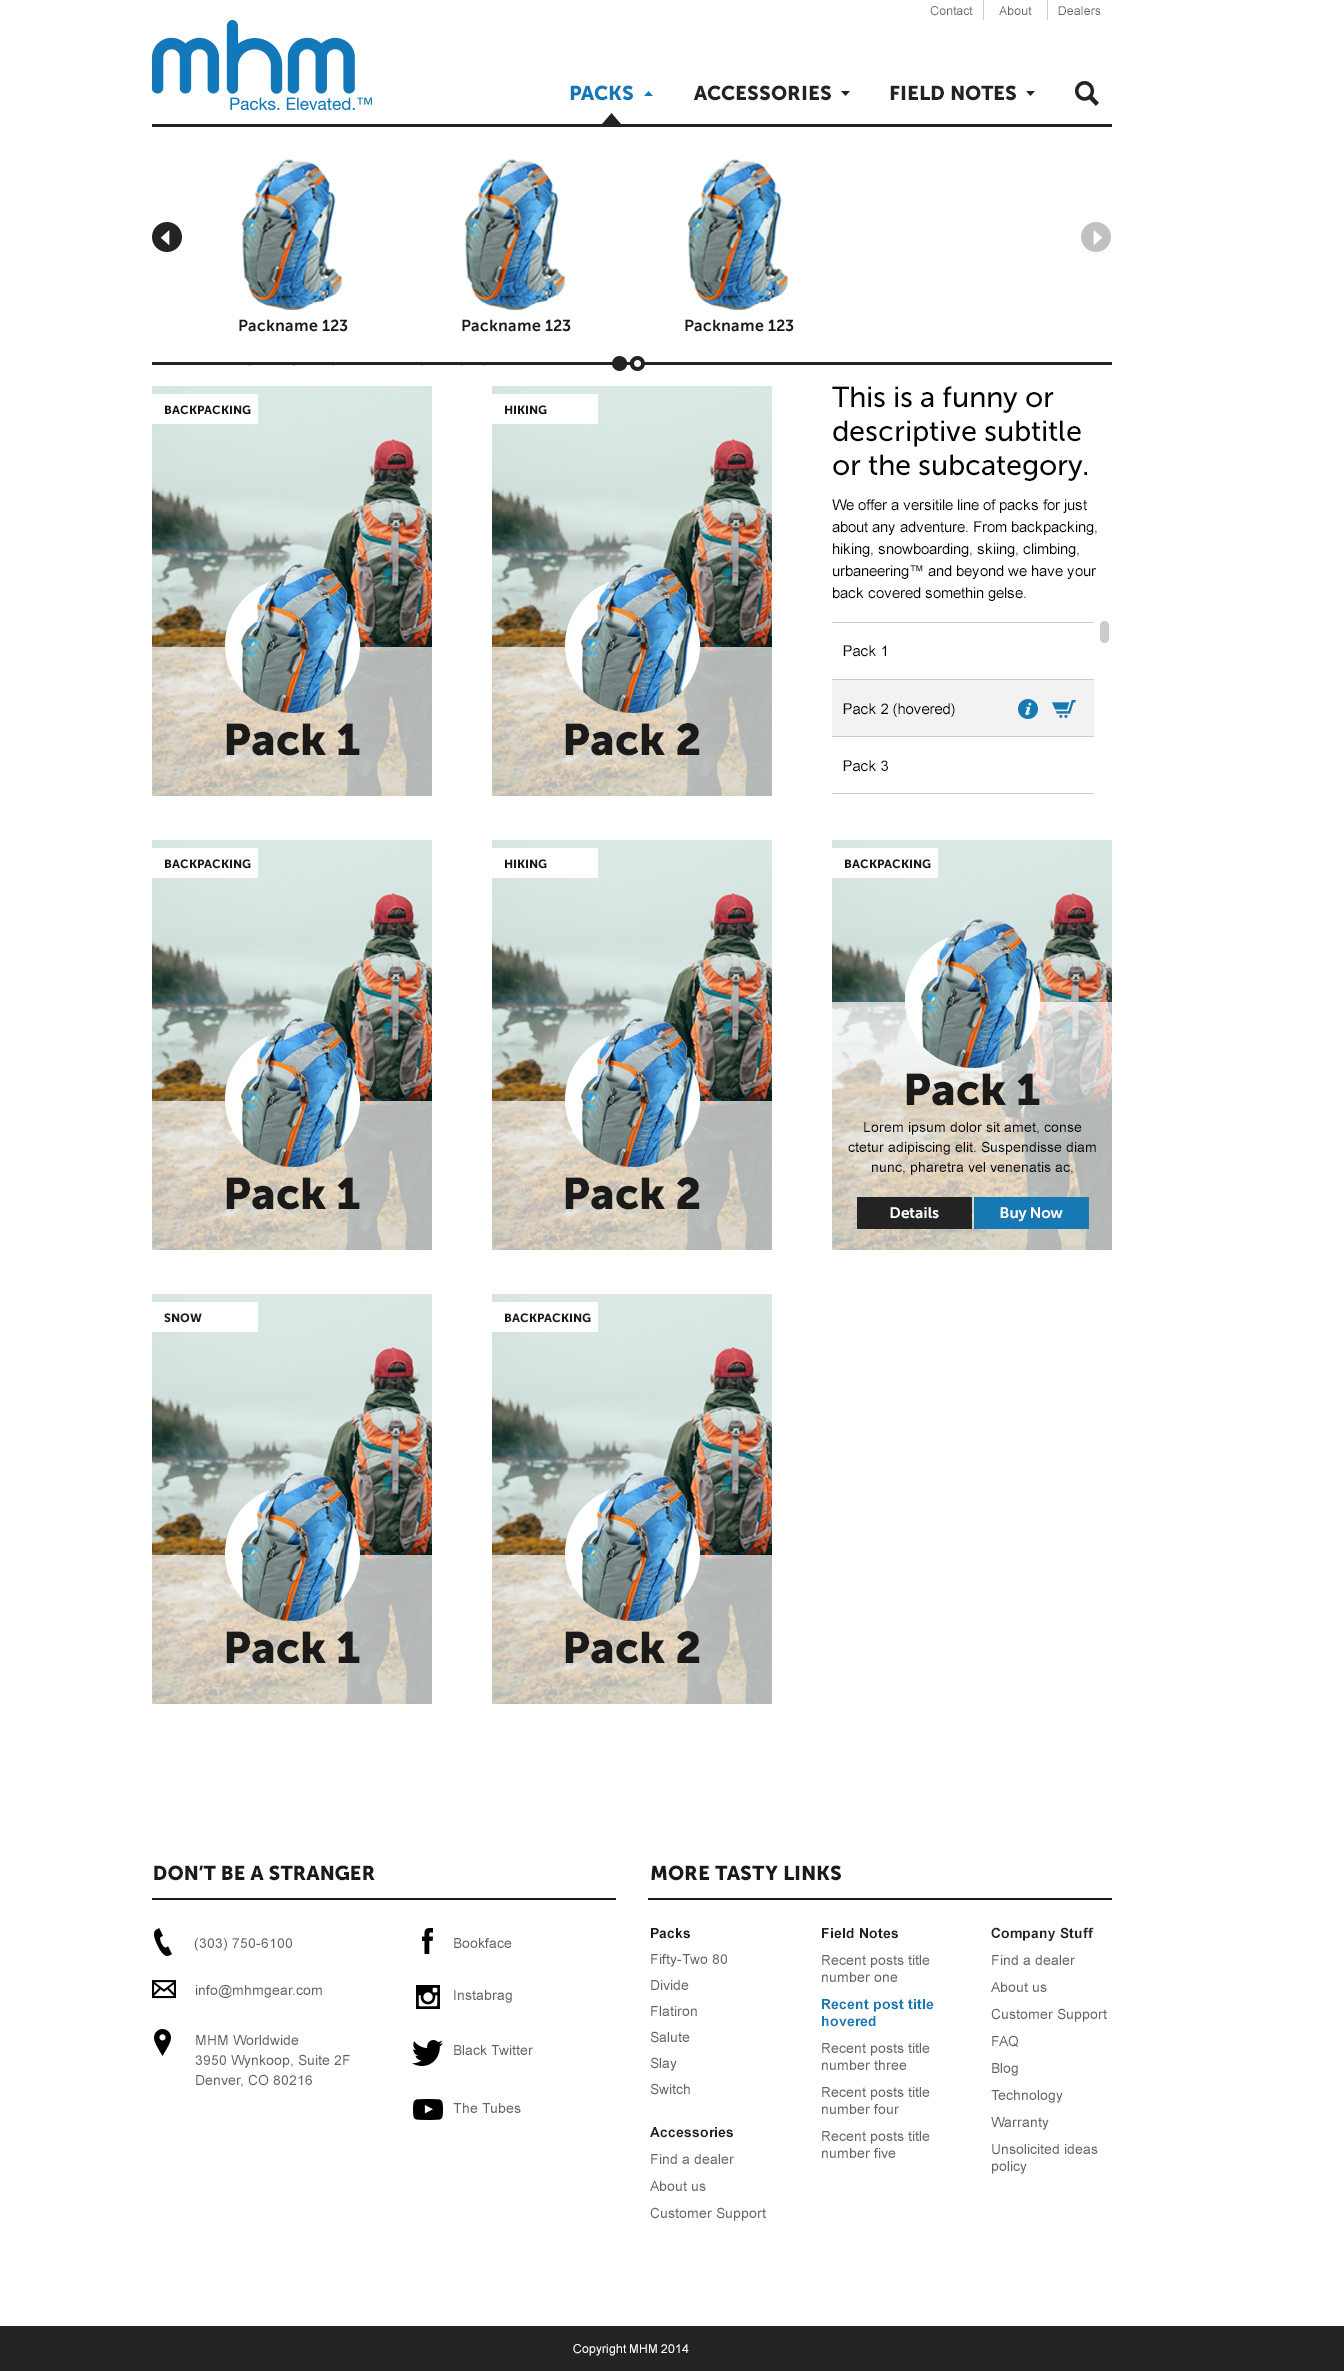 Contact
About
Dealers
mhm
Packs. Elevated.™
PACKS
ACCESSORIES
FIELD NOTES
Packname 123
Packname 123
Packname 123
BACKPACKING
Pack 1
HIKING
Pack 2
This is a funny or
descriptive subtitle
or the subcategory.
We offer a versitile line of packs for just
about any adventure. From backpacking,
hiking, snowboarding, skiing, climbing,
urbaneering™ and beyond we have your
back covered somethin gelse.
Pack 1
Pack 2 (hovered)
Pack 3
BACKPACKING
Pack 1
HIKING
Pack 2
BACKPACKING
Pack 1
Lorem ipsum dolor sit amet, conse
ctetur adipiscing elit. Suspendisse diam
nunc, pharetra vel venenatis ac,
Details
Buy Now
SNOW
Pack 1
BACKPACKING
Pack 2
DON'T BE A STRANGER
(303) 750-6100
info@mhmgear.com
MHM Worldwide
3950 Wynkoop, Suite 2F
Denver, CO 80216
Bookface
Instabrag
Black Twitter
The Tubes
MORE TASTY LINKS
Packs
Fifty-Two 80
Divide
Flatiron
Salute
Slay
Switch
Accessories
Find a dealer
About us
Customer Support
Field Notes
Recent posts title
number one
Recent post title
hovered
Recent posts title
number three
Recent posts title
number four
Recent posts title
number five
Company Stuff
Find a dealer
About us
Customer Support
FAQ
Blog
Technology
Warranty
Unsolicited ideas
policy
Copyright MHM 2014